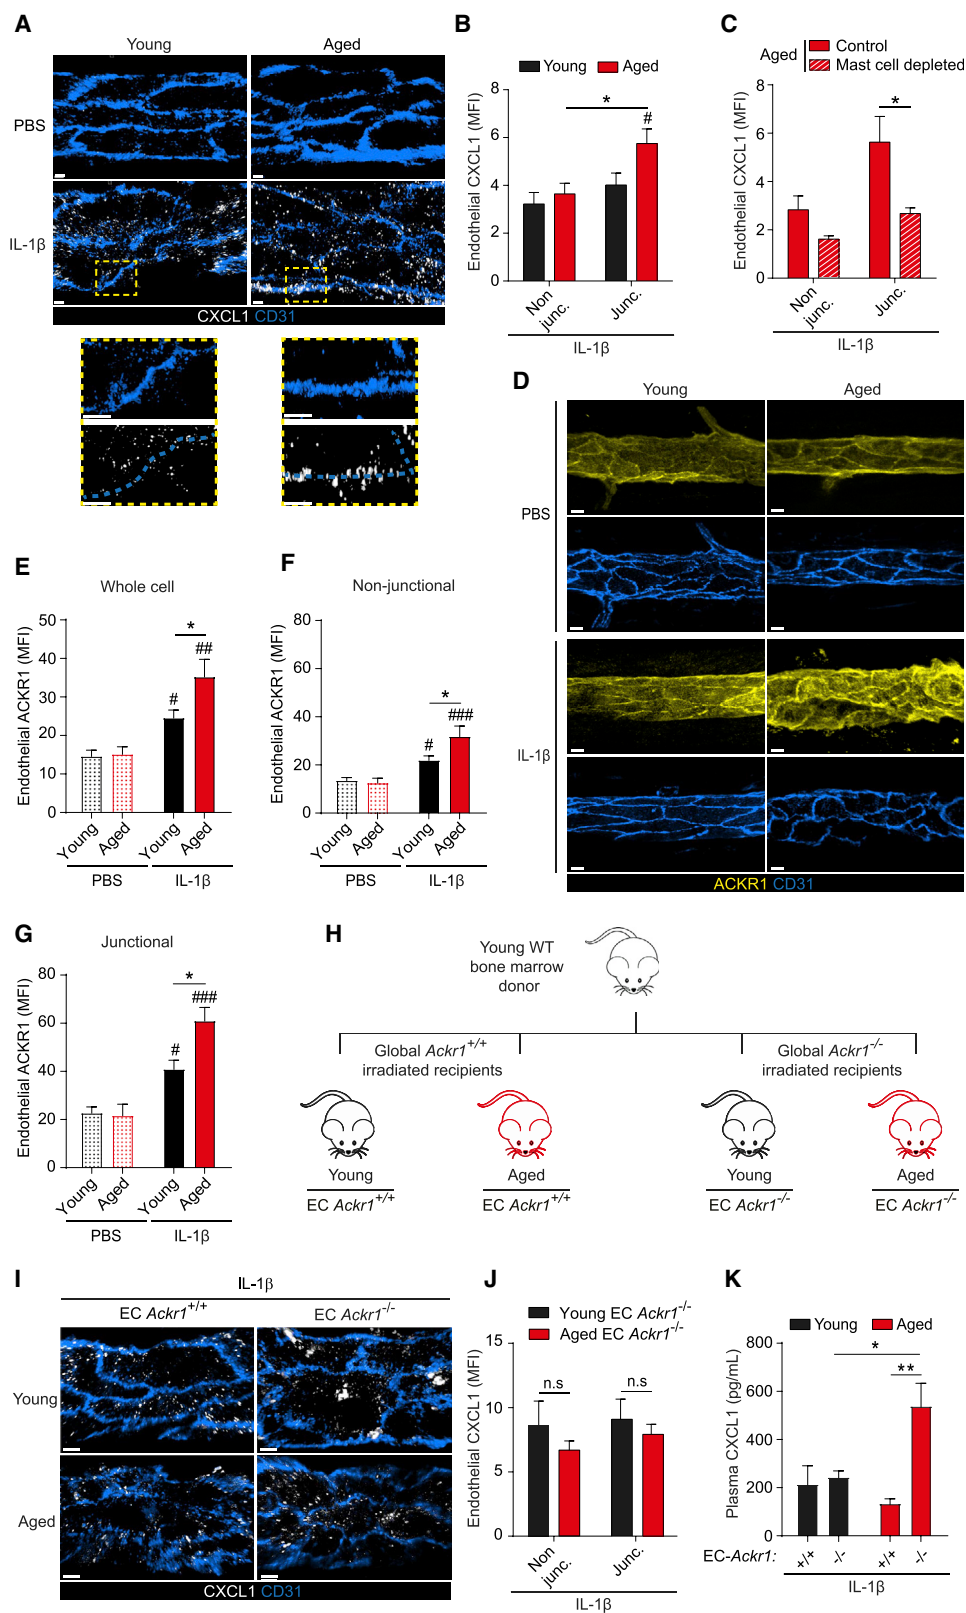 A
Young
Aged
PBS
IL-1β
CXCL1 CD31
B
Young
Aged
Endothelial CXCL1 (MFI)
8
6
4
2
0
*
#
Non
junc.
Junc.
IL-1β
C
Aged
Control
Mast cell depleted
Endothelial CXCL1 (MFI)
8
6
4
2
0
*
Non
junc.
Junc.
IL-1β
D
Young
Aged
PBS
IL-1β
ACKR1 CD31
E
Whole cell
Endothelial ACKR1 (MFI)
50
40
30
20
10
0
*
#
##
Young
Aged
Young
Aged
PBS
IL-1β
F
Non-junctional
Endothelial ACKR1 (MFI)
80
60
40
20
0
*
#
###
Young
Aged
Young
Aged
PBS
IL-1β
G
Junctional
Endothelial ACKR1 (MFI)
80
60
40
20
0
*
#
###
Young
Aged
Young
Aged
PBS
IL-1β
H
Young WT
bone marrow
donor
Global Ackr1+/+
irradiated recipients
Global Ackr1-/-
irradiated recipients
Young
EC Ackr1+/+
Aged
EC Ackr1+/+
Young
EC Ackr1-/-
Aged
EC Ackr1-/-
I
IL-1β
EC Ackr1+/+
EC Ackr1-/-
Young
Aged
CXCL1 CD31
J
Young EC Ackr1-/-
Aged EC Ackr1-/-
Endothelial CXCL1 (MFI)
15
10
5
0
n.s
n.s
Non
junc.
Junc.
IL-1β
K
Young
Aged
Plasma CXCL1 (pg/mL)
800
600
400
200
0
*
**
EC-Ackr1:
+/+
-/-
+/+
-/-
IL-1β